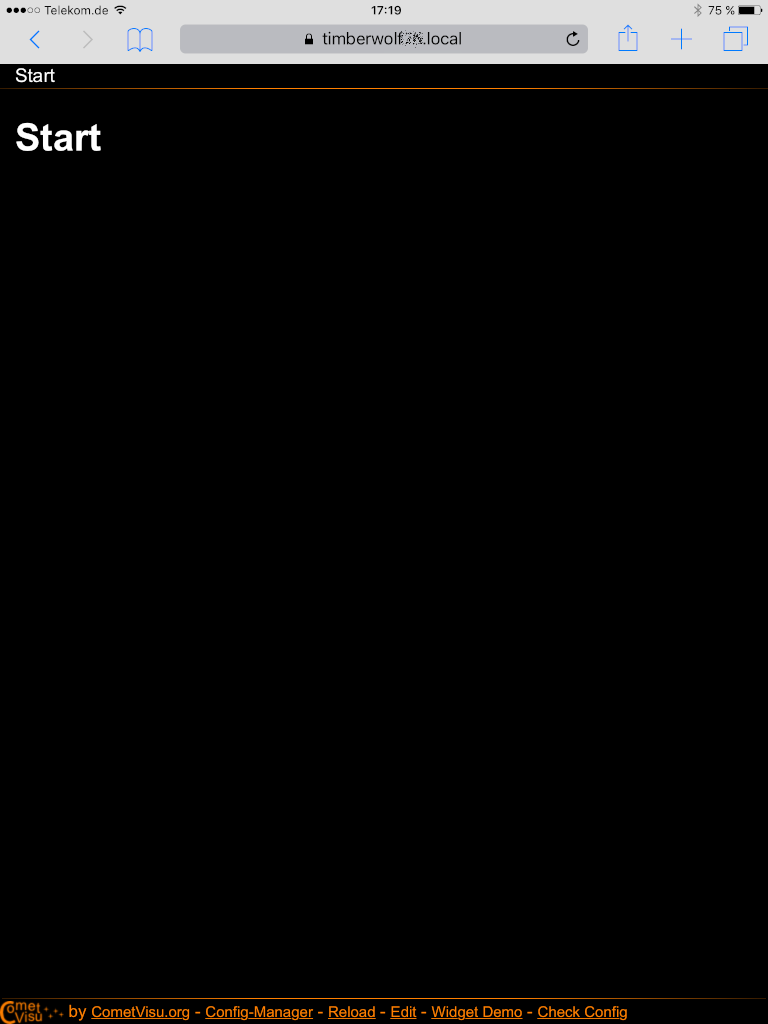 Telekom.de 17:19 75 %
timberwolf .local
Start
Start
Comet Visu by CometVisu.org - Config-Manager - Reload - Edit - Widget Demo - Check Config